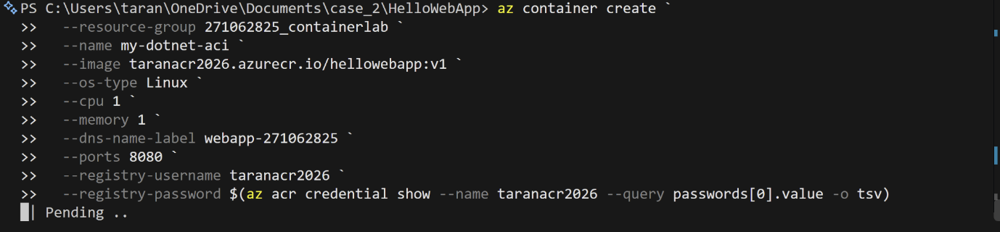 PS C:\Users\taran\OneDrive\Documents\case_2\HelloWebApp> az container create `
>>   --resource-group 271062825_containerlab `
>>   --name my-dotnet-aci `
>>   --image taranacr2026.azurecr.io/hellowebapp:v1 `
>>   --os-type Linux `
>>   --cpu 1 `
>>   --memory 1 `
>>   --dns-name-label webapp-271062825 `
>>   --ports 8080 `
>>   --registry-username taranacr2026 `
>>   --registry-password $(az acr credential show --name taranacr2026 --query passwords[0].value -o tsv)
| Pending ..